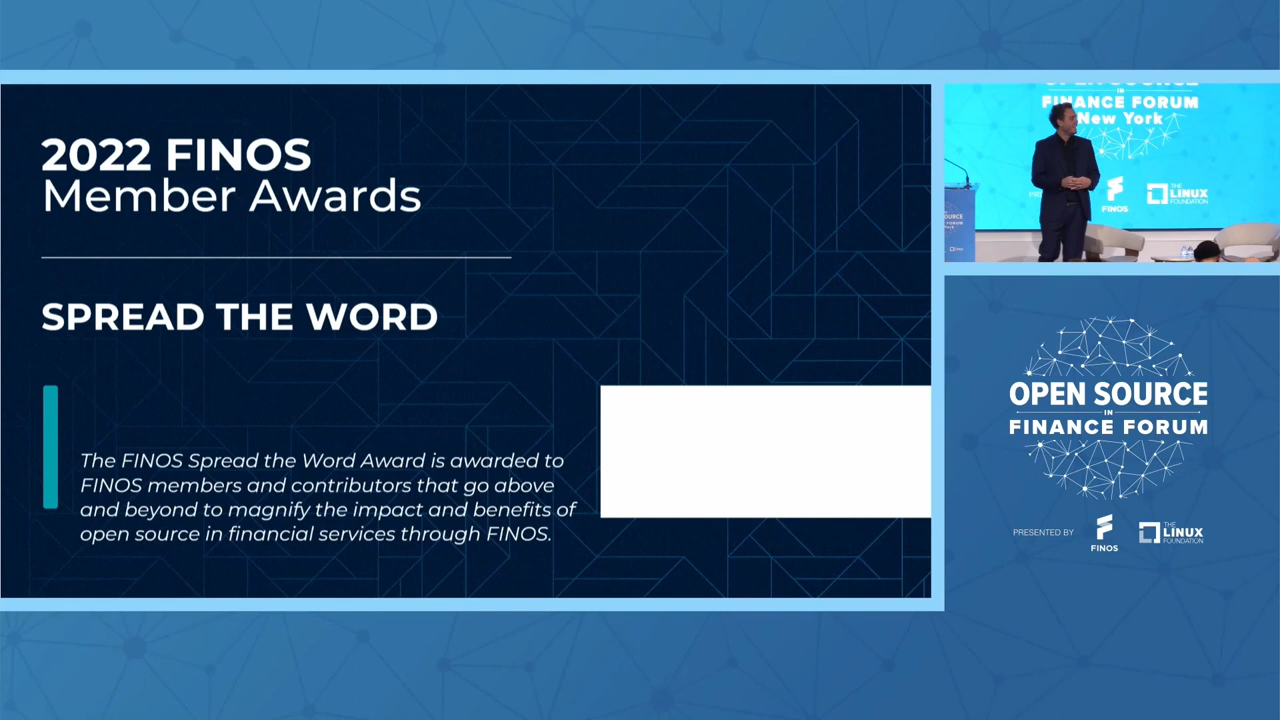 2022 FINOS
Member Awards
SPREAD THE WORD
The FINOS Spread the Word Award is awarded to
FINOS members and contributors that go above
and beyond to magnify the impact and benefits of
open source in financial services through FINOS.
OPEN SOURCE
IN
FINANCE FORUM
New York
FINOS
THE
LINUX
FOUNDATION
OPEN SOURCE
IN
FINANCE FORUM
PRESENTED BY
FINOS
THE
LINUX
FOUNDATION